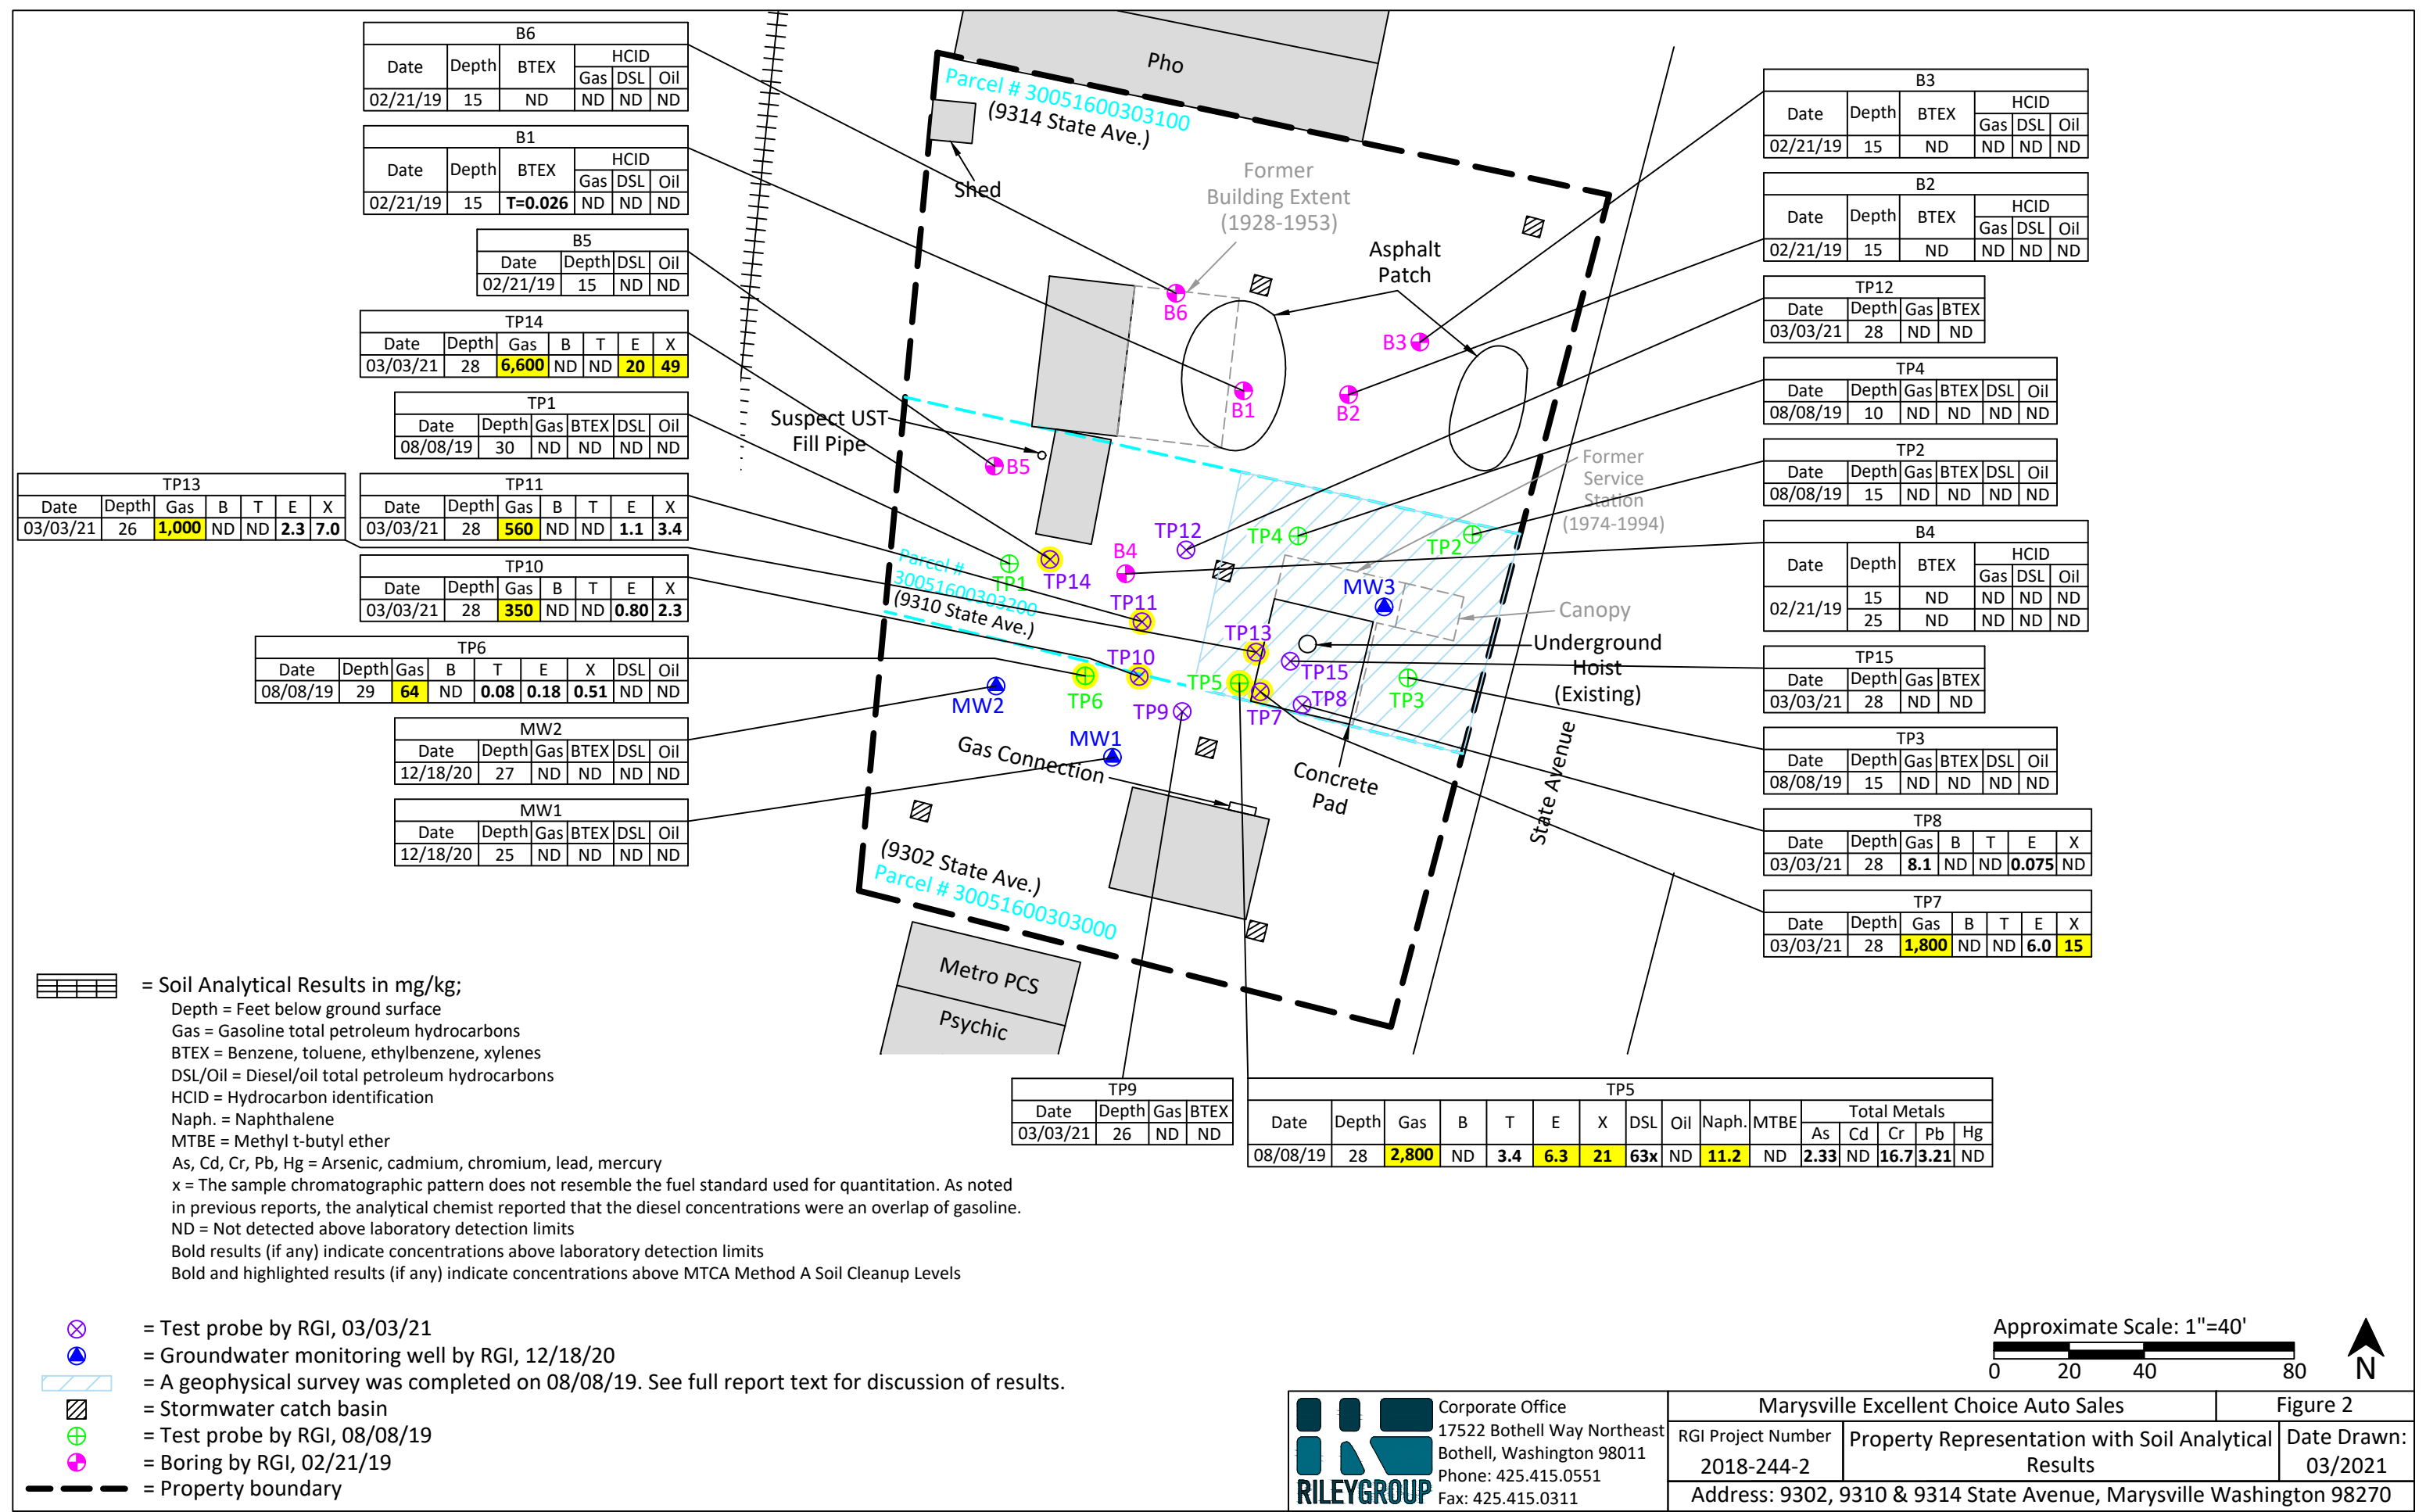 B6
Date Depth BTEX HCID
Gas DSL Oil
02/21/19 15 ND ND ND ND
B1
Date Depth BTEX HCID
Gas DSL Oil
02/21/19 15 T=0.026 ND ND ND
B5
Date Depth DSL Oil
02/21/19 15 ND ND
TP14
Date Depth Gas B T E X
03/03/21 28 6,600 ND ND 20 49
TP1
Date Depth Gas BTEX DSL Oil
08/08/19 30 ND ND ND ND
TP13
Date Depth Gas B T E X
03/03/21 26 1,000 ND ND 2.3 7.0
TP11
Date Depth Gas B T E X
03/03/21 28 560 ND ND 1.1 3.4
TP10
Date Depth Gas B T E X
03/03/21 28 350 ND ND 0.80 2.3
TP6
Date Depth Gas B T E X DSL Oil
08/08/19 29 64 ND 0.08 0.18 0.51 ND ND
MW2
Date Depth Gas BTEX DSL Oil
12/18/20 27 ND ND ND ND
MW1
Date Depth Gas BTEX DSL Oil
12/18/20 25 ND ND ND ND
Pho
Parcel # 30051600303100
(9314 State Ave.)
Shed
Former
Building Extent
(1928-1953)
Asphalt
Patch
B6
B3
B1
B2
Suspect UST
Fill Pipe
B5
Former
Service
Station
(1974-1994)
TP12
TP4
TP2
B4
TP1
TP14
Parcel #
30051600303200
(9310 State Ave.)
MW3
TP11
Canopy
TP13
Underground
Hoist
(Existing)
TP10
TP15
TP5
TP6
TP8
TP3
MW2
TP9
TP7
MW1
Gas Connection
Concrete
Pad
State Avenue
(9302 State Ave.)
Parcel # 30051600303000
Metro PCS
Psychic
B3
Date Depth BTEX HCID
Gas DSL Oil
02/21/19 15 ND ND ND ND
B2
Date Depth BTEX HCID
Gas DSL Oil
02/21/19 15 ND ND ND ND
TP12
Date Depth Gas BTEX
03/03/21 28 ND ND
TP4
Date Depth Gas BTEX DSL Oil
08/08/19 10 ND ND ND ND
TP2
Date Depth Gas BTEX DSL Oil
08/08/19 15 ND ND ND ND
B4
Date Depth BTEX HCID
Gas DSL Oil
02/21/19 15 ND ND ND ND
25 ND ND ND ND
TP15
Date Depth Gas BTEX
03/03/21 28 ND ND
TP3
Date Depth Gas BTEX DSL Oil
08/08/19 15 ND ND ND ND
TP8
Date Depth Gas B T E X
03/03/21 28 8.1 ND ND 0.075 ND
TP7
Date Depth Gas B T E X
03/03/21 28 1,800 ND ND 6.0 15
TP9
Date Depth Gas BTEX
03/03/21 26 ND ND
TP5
Date Depth Gas B T E X DSL Oil Naph. MTBE Total Metals
As Cd Cr Pb Hg
08/08/19 28 2,800 ND 3.4 6.3 21 63x ND 11.2 ND 2.33 ND 16.7 3.21 ND
= Soil Analytical Results in mg/kg;
Depth = Feet below ground surface
Gas = Gasoline total petroleum hydrocarbons
BTEX = Benzene, toluene, ethylbenzene, xylenes
DSL/Oil = Diesel/oil total petroleum hydrocarbons
HCID = Hydrocarbon identification
Naph. = Naphthalene
MTBE = Methyl t-butyl ether
As, Cd, Cr, Pb, Hg = Arsenic, cadmium, chromium, lead, mercury
x = The sample chromatographic pattern does not resemble the fuel standard used for quantitation. As noted
in previous reports, the analytical chemist reported that the diesel concentrations were an overlap of gasoline.
ND = Not detected above laboratory detection limits
Bold results (if any) indicate concentrations above laboratory detection limits
Bold and highlighted results (if any) indicate concentrations above MTCA Method A Soil Cleanup Levels
= Test probe by RGI, 03/03/21
= Groundwater monitoring well by RGI, 12/18/20
= A geophysical survey was completed on 08/08/19. See full report text for discussion of results.
= Stormwater catch basin
= Test probe by RGI, 08/08/19
= Boring by RGI, 02/21/19
= Property boundary
Approximate Scale: 1"=40'
0 20 40 80
N
RILEYGROUP
Corporate Office
17522 Bothell Way Northeast
Bothell, Washington 98011
Phone: 425.415.0551
Fax: 425.415.0311
Marysville Excellent Choice Auto Sales
Figure 2
RGI Project Number
2018-244-2
Property Representation with Soil Analytical
Results
Date Drawn:
03/2021
Address: 9302, 9310 & 9314 State Avenue, Marysville Washington 98270